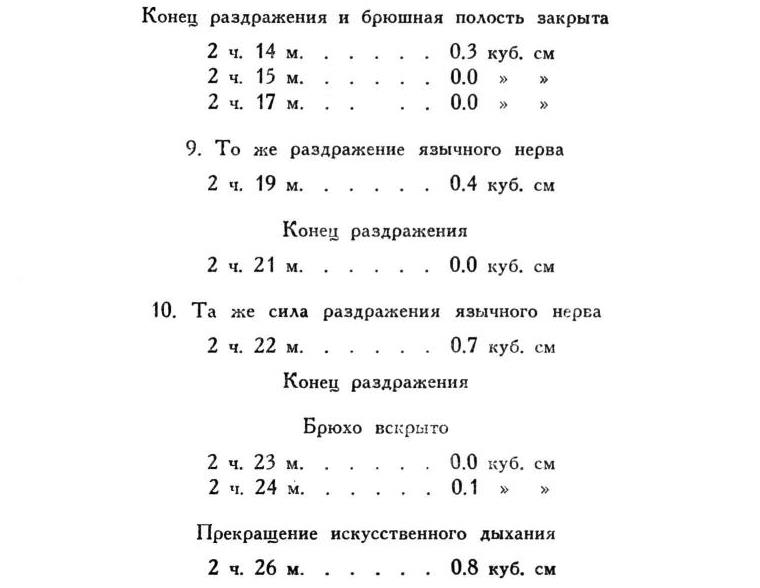 Конец раздражения и брюшная полость закрыта
2 ч. 14 м. . . . . . 0.3 куб. см
2 ч. 15 м. . . . . . 0.0 » »
2 ч. 17 м. . . . . 0.0 » »
9. То же раздражение язычного нерва
2 ч. 19 м. . . . . . 0.4 куб. см
Конец раздражения
2 ч. 21 м. . . . . . 0.0 куб. см
10. Та же сила раздражения язычного нерва
2 ч. 22 м. . . . . . 0.7 куб. см
Конец раздражения
Брюхо вскрыто
2 ч. 23 м. . . . . . 0.0 куб. см
2 ч. 24 м. . . . . . 0.1 » »
Прекращение искусственного дыхания
2 ч. 26 м. . . . . . 0.8 куб. см